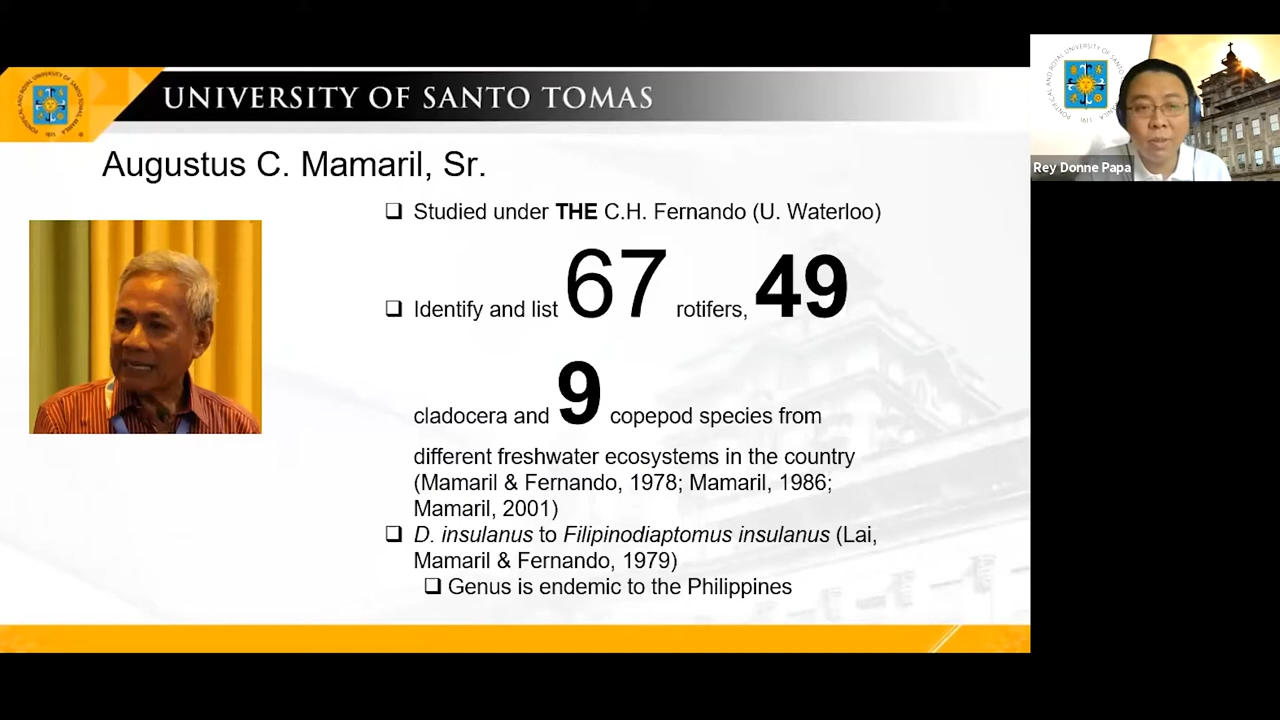 UNIVERSITY OF SANTO TOMAS
Augustus C. Mamaril, Sr.
❑ Studied under THE C.H. Fernando (U. Waterloo)
❑ Identify and list 67 rotifers, 49
cladocera and 9 copepod species from
different freshwater ecosystems in the country
(Mamaril & Fernando, 1978; Mamaril, 1986;
Mamaril, 2001)
❑ D. insulanus to Filipinodiaptomus insulanus (Lai,
Mamaril & Fernando, 1979)
❑ Genus is endemic to the Philippines
Rey Donne Papa